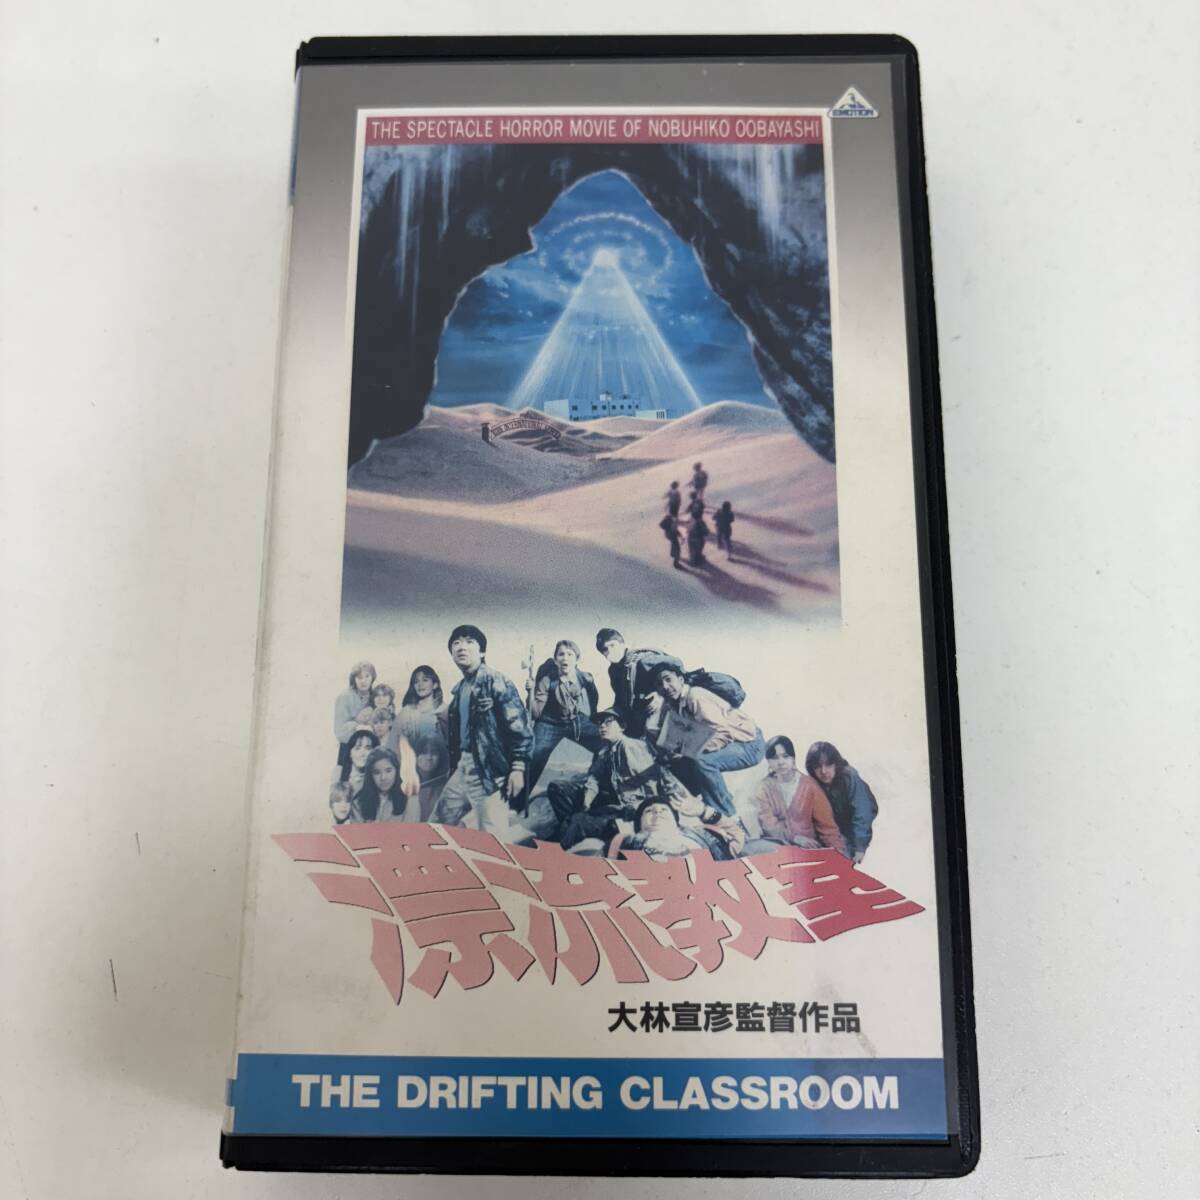 THE SPECTACLE HORROR MOVIE OF NOBUHIKO OOBAYASHI
EMOTION
漂流教室
大林宣彦監督作品
THE DRIFTING CLASSROOM